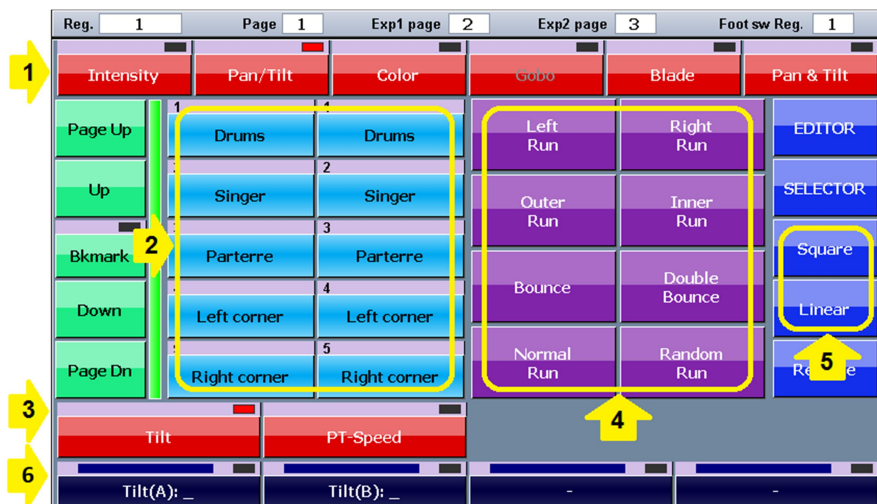 Reg. 1 Page 1 Exp1 page 2 Exp2 page 3 Foot sw Reg. 1
1 Intensity Pan/Tilt Color Gobo Blade Pan & Tilt
Page Up
1 Drums
1 Drums
Left Run
Right Run
EDITOR
Up
2 Singer
2 Singer
Outer Run
Inner Run
SELECTOR
Bkmark
2
Parterre
3 Parterre
Bounce
Double Bounce
Square
Down
Left corner
4 Left corner
Linear
Page Dn
Right corner
5 Right corner
Normal Run
Random Run
5
3
Tilt
PT-Speed
4
6
Tilt(A): _
Tilt(B): _
-
-